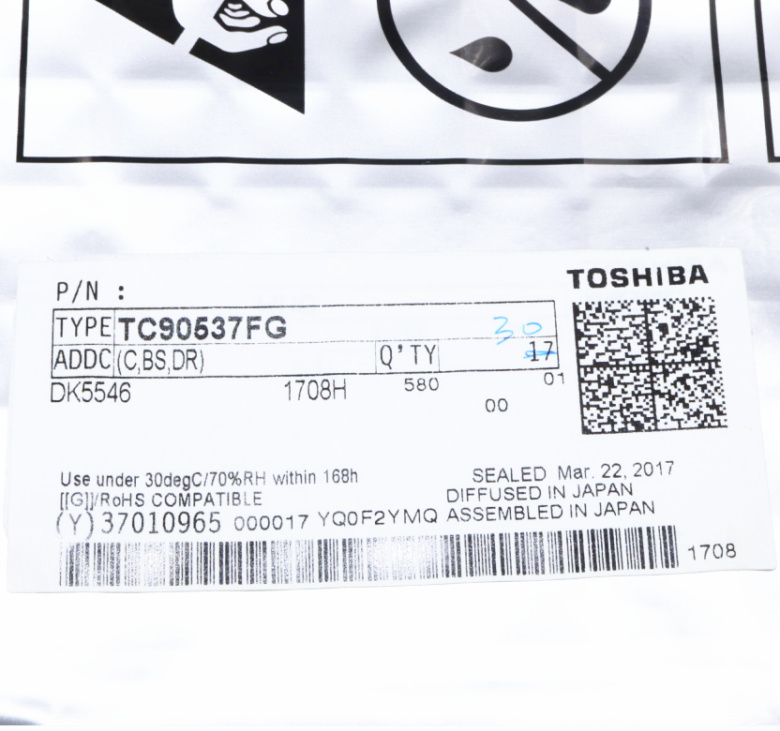 P/N :
TOSHIBA
TYPE TC90537FG 30
ADDC (C,BS,DR) Q'TY 17
DK5546 1708H 580 01
00
Use under 30degC/70%RH within 168h
SEALED Mar. 22, 2017
[[G]]/RoHS COMPATIBLE
DIFFUSED IN JAPAN
(Y) 37010965 000017 YQ0F2YMQ ASSEMBLED IN JAPAN
1708